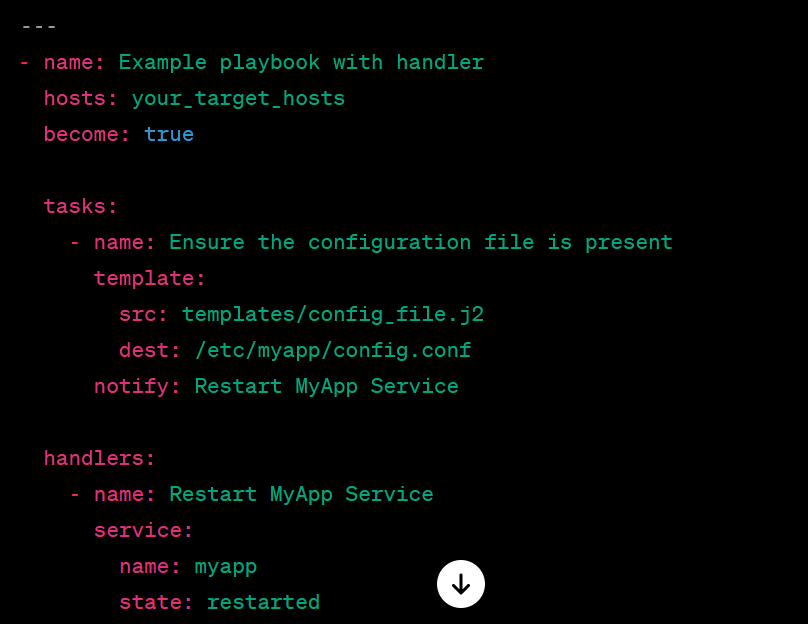 ---
- name: Example playbook with handler
  hosts: your_target_hosts
  become: true

  tasks:
    - name: Ensure the configuration file is present
      template:
        src: templates/config_file.j2
        dest: /etc/myapp/config.conf
      notify: Restart MyApp Service

  handlers:
    - name: Restart MyApp Service
      service:
        name: myapp
        state: restarted